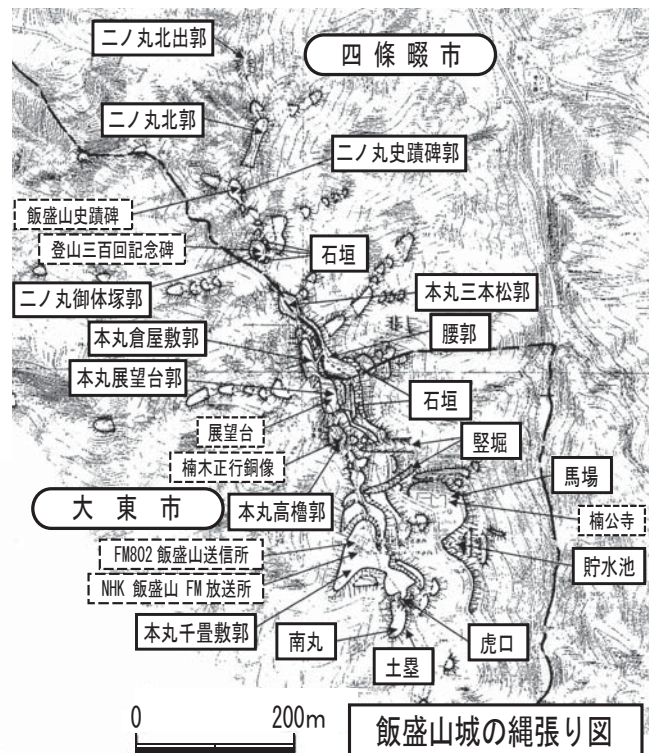 二ノ丸北出郭
四條畷市
二ノ丸北郭
二ノ丸史蹟碑郭
飯盛山史蹟碑
登山三百回記念碑
石垣
二ノ丸御体塚郭
本丸三本松郭
本丸倉屋敷郭
腰郭
本丸展望台郭
石垣
展望台
竪堀
楠木正行銅像
馬場
大東市
本丸高櫓郭
楠公寺
FM802 飯盛山送信所
貯水池
NHK 飯盛山 FM 放送所
本丸千畳敷郭
南丸
虎口
土塁
0 200m
飯盛山城の縄張り図